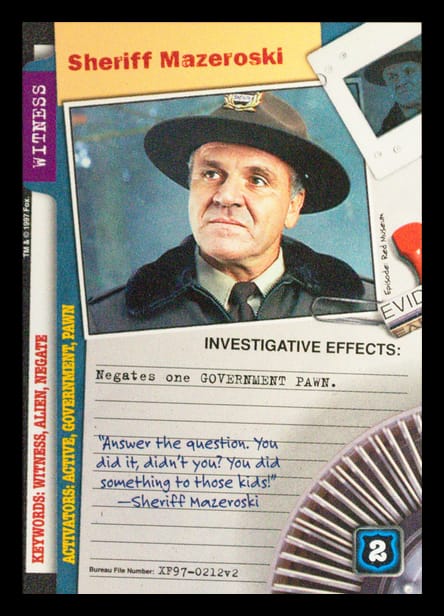 Sheriff Mazeroski
WITNESS
TM & © 1997 Fox.
KEYWORDS: WITNESS, ALIEN, NEGATE
ACTIVATORS: ACTIVE, GOVERNMENT, PAWN
SHERIFF
Episode: Red Museum
EVID
INVESTIGATIVE EFFECTS:
Negates one GOVERNMENT PAWN.
"Answer the question. You
did it, didn't you? You did
something to those kids!"
—Sheriff Mazeroski
2
Bureau File Number: XF97-0212v2